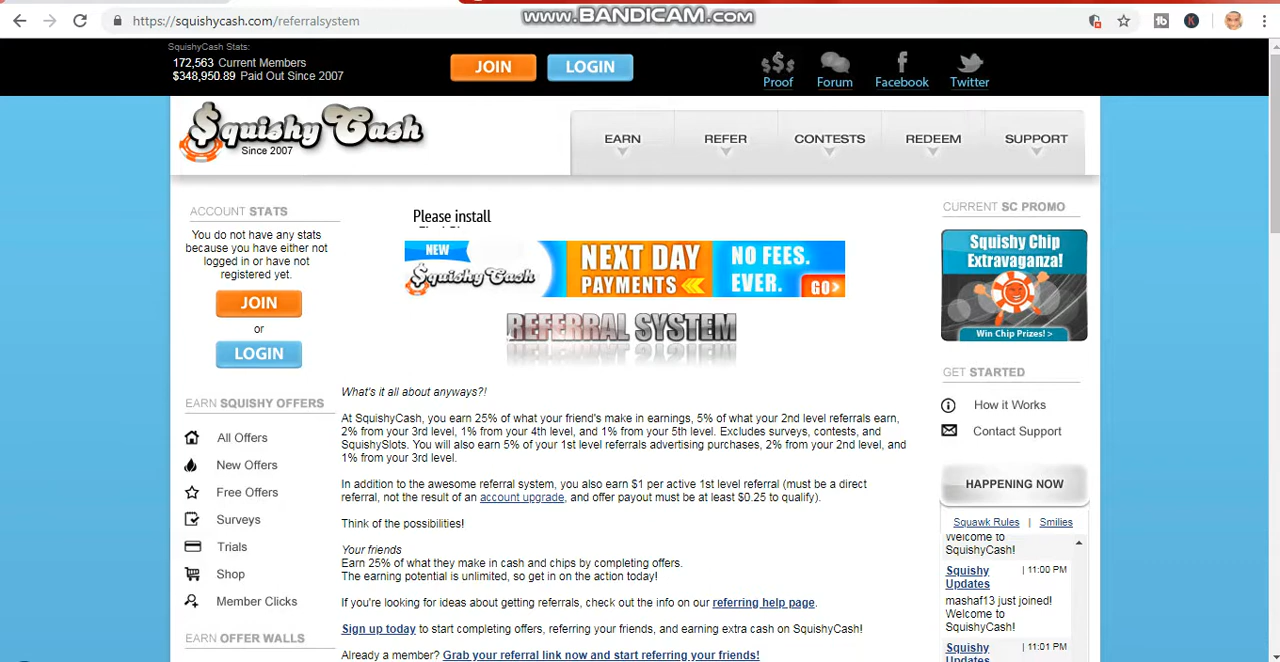 www.BANDICAM.com
https://squishycash.com/referralsystem
SquishyCash Stats:
172,563 Current Members
$348,950.89 Paid Out Since 2007
JOIN
LOGIN
Proof
Forum
Facebook
Twitter
$quishy Cash
Since 2007
EARN
REFER
CONTESTS
REDEEM
SUPPORT
ACCOUNT STATS
You do not have any stats
because you have either not
logged in or have not
registered yet.
JOIN
or
LOGIN
EARN SQUISHY OFFERS
All Offers
New Offers
Free Offers
Surveys
Trials
Shop
Member Clicks
EARN OFFER WALLS
Please install
NEW
$quishy Cash
NEXT DAY
PAYMENTS
NO FEES.
EVER.
GO>
REFERRAL SYSTEM
What's it all about anyways?!
At SquishyCash, you earn 25% of what your friend's make in earnings, 5% of what your 2nd level referrals earn,
2% from your 3rd level, 1% from your 4th level, and 1% from your 5th level. Excludes surveys, contests, and
SquishySlots. You will also earn 5% of your 1st level referrals advertising purchases, 2% from your 2nd level, and
1% from your 3rd level.
In addition to the awesome referral system, you also earn $1 per active 1st level referral (must be a direct
referral, not the result of an account upgrade, and offer payout must be at least $0.25 to qualify).
Think of the possibilities!
Your friends
Earn 25% of what they make in cash and chips by completing offers.
The earning potential is unlimited, so get in on the action today!
If you're looking for ideas about getting referrals, check out the info on our referring help page.
Sign up today to start completing offers, referring your friends, and earning extra cash on SquishyCash!
Already a member? Grab your referral link now and start referring your friends!
CURRENT SC PROMO
Squishy Chip
Extravaganza!
Win Chip Prizes! >
GET STARTED
How it Works
Contact Support
HAPPENING NOW
Squawk Rules | Smilies
Welcome to
SquishyCash!
Squishy Updates | 11:00 PM
mashaf13 just joined!
Welcome to
SquishyCash!
Squishy Updates | 11:01 PM